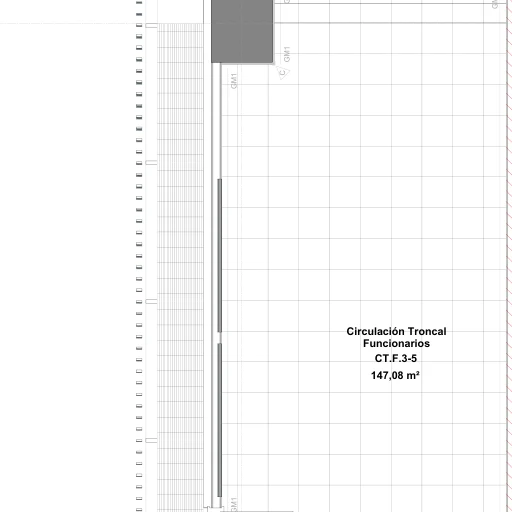 GM1
GM1
C
Circulación Troncal
Funcionarios
CT.F.3-5
147,08 m²
GM1